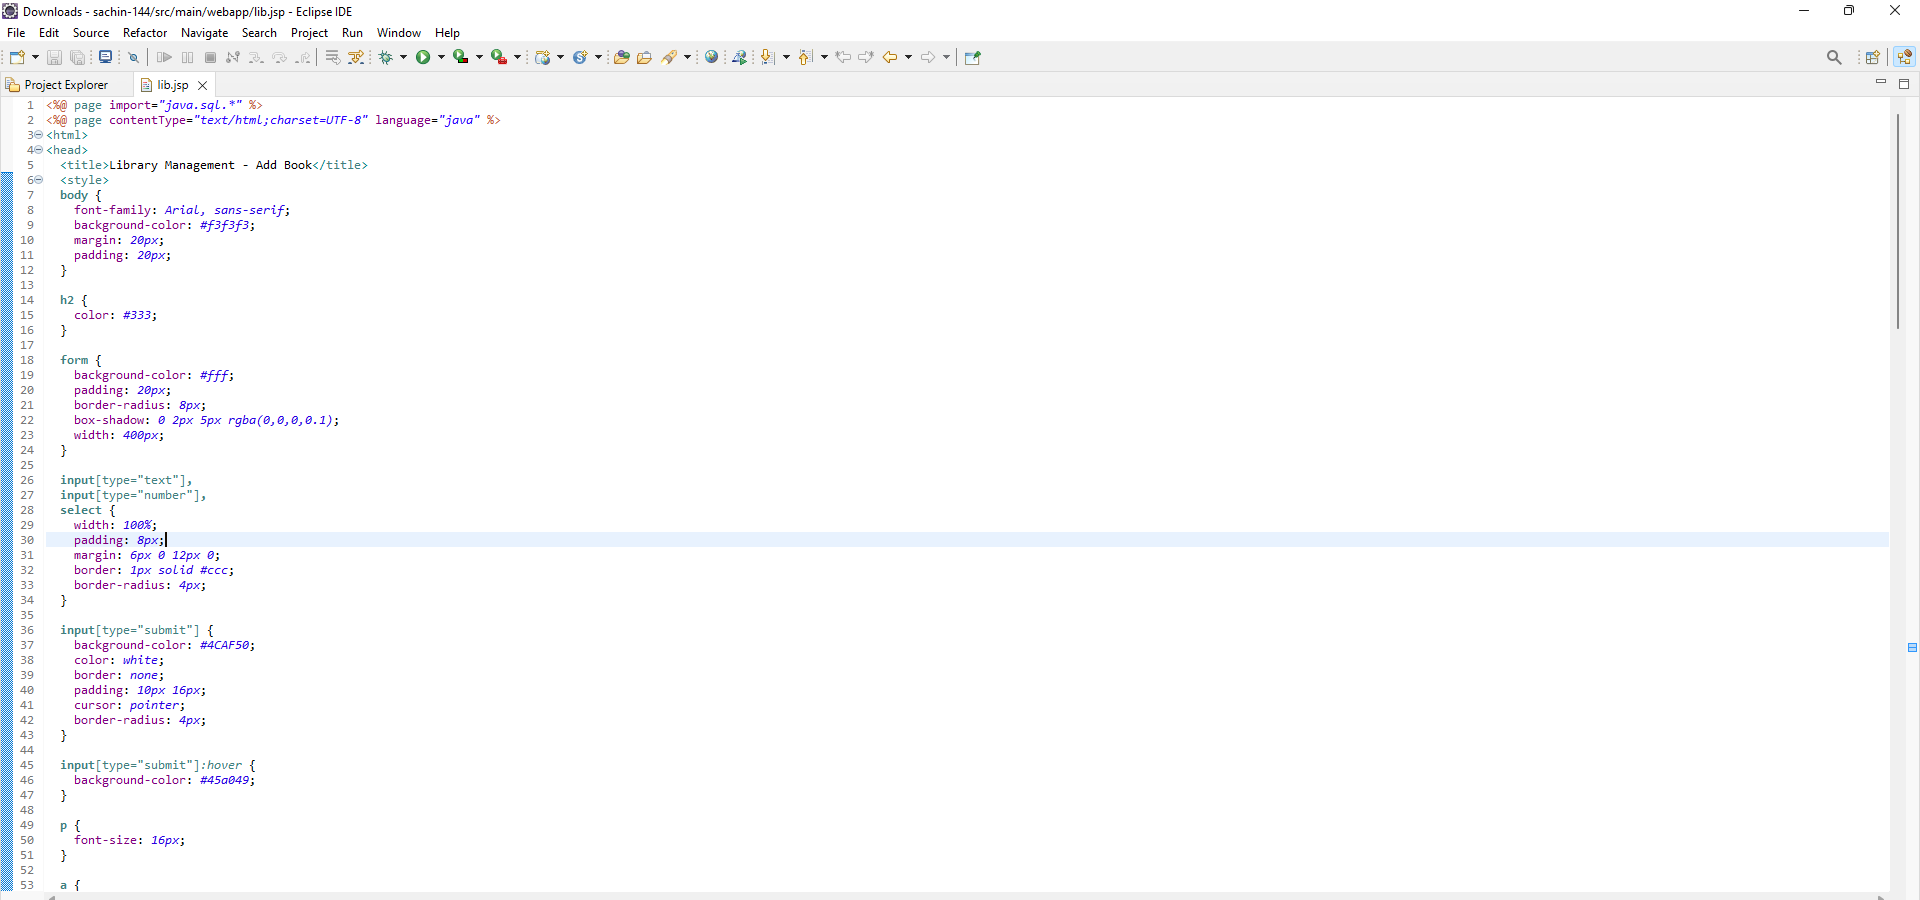 Downloads - sachin-144/src/main/webapp/lib.jsp - Eclipse IDE
File Edit Source Refactor Navigate Search Project Run Window Help
Project Explorer lib.jsp
1 <%@ page import="java.sql.*" %>
2 <%@ page contentType="text/html;charset=UTF-8" language="java" %>
3 <html>
4 <head>
5 <title>Library Management - Add Book</title>
6 <style>
7 body {
8 font-family: Arial, sans-serif;
9 background-color: #f3f3f3;
10 margin: 20px;
11 padding: 20px;
12 }
13
14 h2 {
15 color: #333;
16 }
17
18 form {
19 background-color: #fff;
20 padding: 20px;
21 border-radius: 8px;
22 box-shadow: 0 2px 5px rgba(0,0,0,0.1);
23 width: 400px;
24 }
25
26 input[type="text"],
27 input[type="number"],
28 select {
29 width: 100%;
30 padding: 8px;
31 margin: 6px 0 12px 0;
32 border: 1px solid #ccc;
33 border-radius: 4px;
34 }
35
36 input[type="submit"] {
37 background-color: #4CAF50;
38 color: white;
39 border: none;
40 padding: 10px 16px;
41 cursor: pointer;
42 border-radius: 4px;
43 }
44
45 input[type="submit"]:hover {
46 background-color: #45a049;
47 }
48
49 p {
50 font-size: 16px;
51 }
52
53 a {